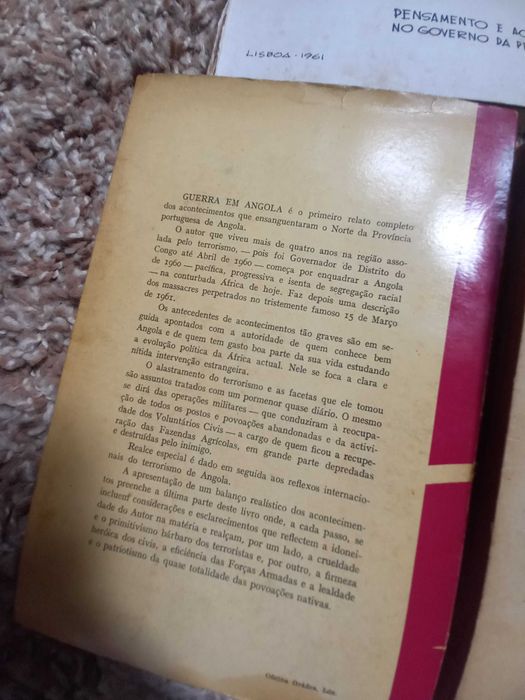 PENSAMENTO E
NO GOVERNO DA
LISBOA - 1961
GUERRA EM ANGOLA é o primeiro relato completo
dos acontecimentos que ensanguentaram o Norte da Província
portuguesa de Angola.
O autor que viveu mais de quatro anos na região asso-
lada pelo terrorismo, — pois foi Governador de Distrito do
Congo até Abril de 1960 — começa por enquadrar a Angola
de 1960 — pacífica, progressiva e isenta de segregação racial
— na conturbada África de hoje. Faz depois uma descrição
dos massacres perpetrados no tristemente famoso 15 de Março
de 1961.
Os antecedentes de acontecimentos tão graves são em se-
guida apontados com a autoridade de quem conhece bem
Angola e de quem tem gasto boa parte da sua vida estudando
a evolução política da África actual. Nele se foca a clara e
nítida intervenção estrangeira.
O alastramento do terrorismo e as facetas que ele tomou
são assuntos tratados com um pormenor quase diário. O mesmo
se dirá das operações militares — que conduziram à reocupa-
ção de todos os postos e povoações abandonadas e da activi-
dade dos Voluntários Civis — a cargo de quem ficou a recupe-
ração das Fazendas Agrícolas, em grande parte depredadas
e destruídas pelo inimigo.
Realce especial é dado em seguida aos reflexos internacio-
nais do terrorismo de Angola.
A apresentação de um balanço realístico dos acontecimen-
tos preenche a última parte deste livro onde, a cada passo, se
incluem considerações e esclarecimentos que reflectem a idonei-
dade do Autor na matéria e realçam, por um lado, a crueldade
e o primitivismo bárbaro dos terroristas e, por outro, a firmeza
heróica dos civis, a eficiência das Forças Armadas e a lealdade
e o patriotismo da quase totalidade das povoações nativas.
Oficina Gráfica, Lda.